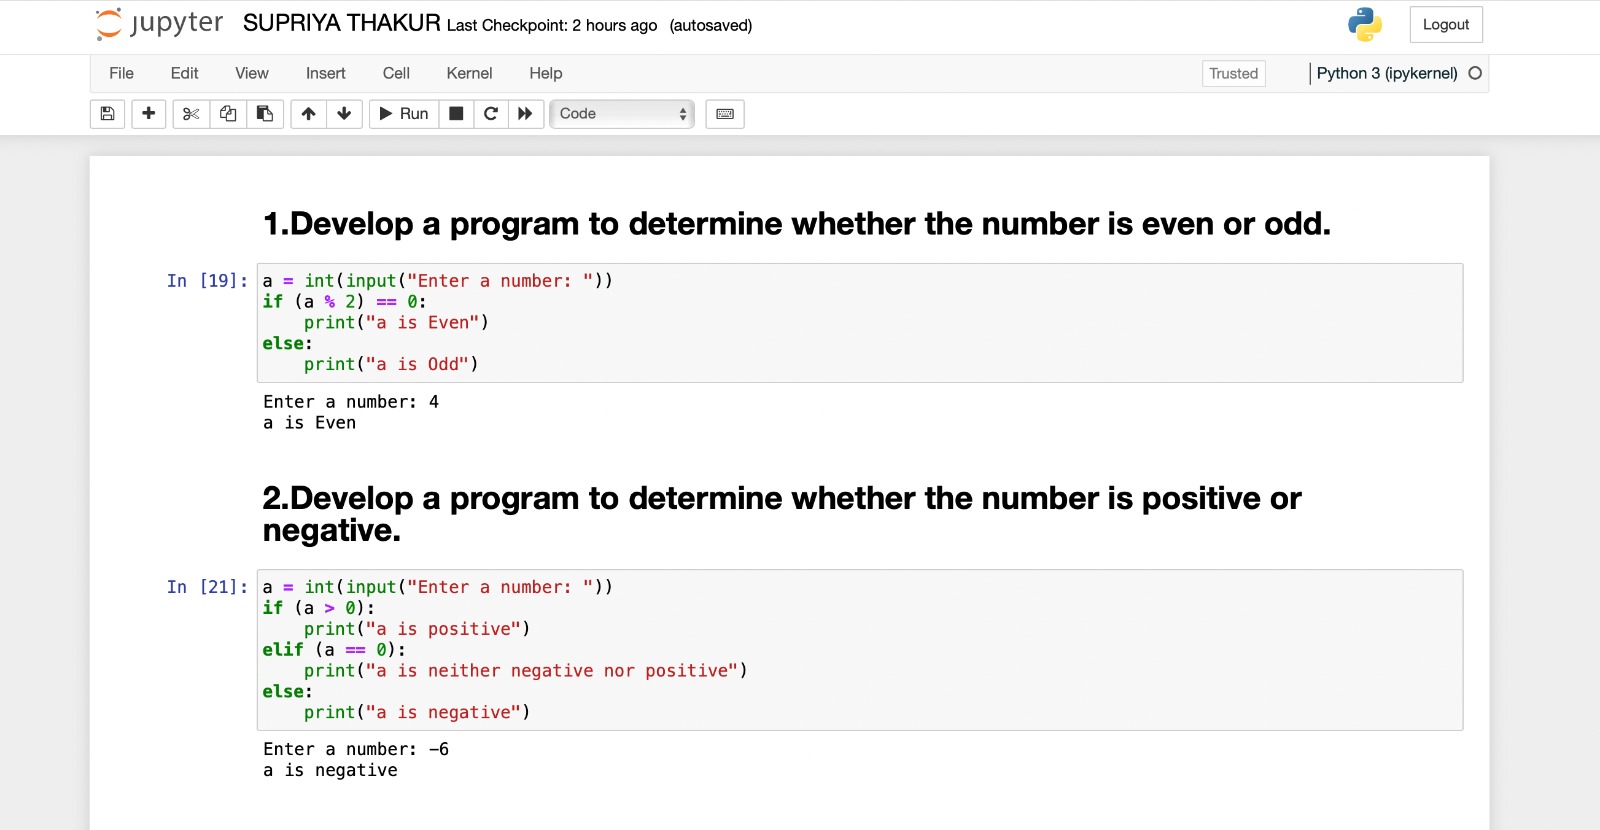 jupyter SUPRIYA THAKUR Last Checkpoint: 2 hours ago (autosaved) Logout
File Edit View Insert Cell Kernel Help Trusted Python 3 (ipykernel)
Run Code
1.Develop a program to determine whether the number is even or odd.
In [19]: a = int(input("Enter a number: "))
if (a % 2) == 0:
    print("a is Even")
else:
    print("a is Odd")
Enter a number: 4
a is Even
2.Develop a program to determine whether the number is positive or
negative.
In [21]: a = int(input("Enter a number: "))
if (a > 0):
    print("a is positive")
elif (a == 0):
    print("a is neither negative nor positive")
else:
    print("a is negative")
Enter a number: -6
a is negative